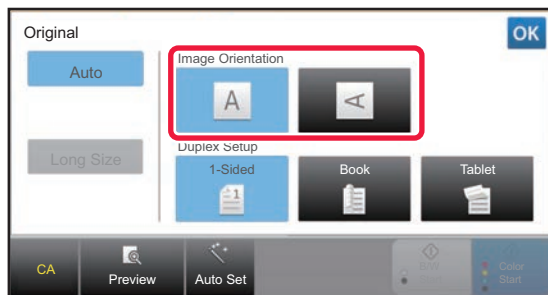 Original
OK
Auto
Image Orientation
A
A
Long Size
Duplex Setup
1-Sided
Book
Tablet
1
CA
Preview
Auto Set
B/W
Start
Color
Start